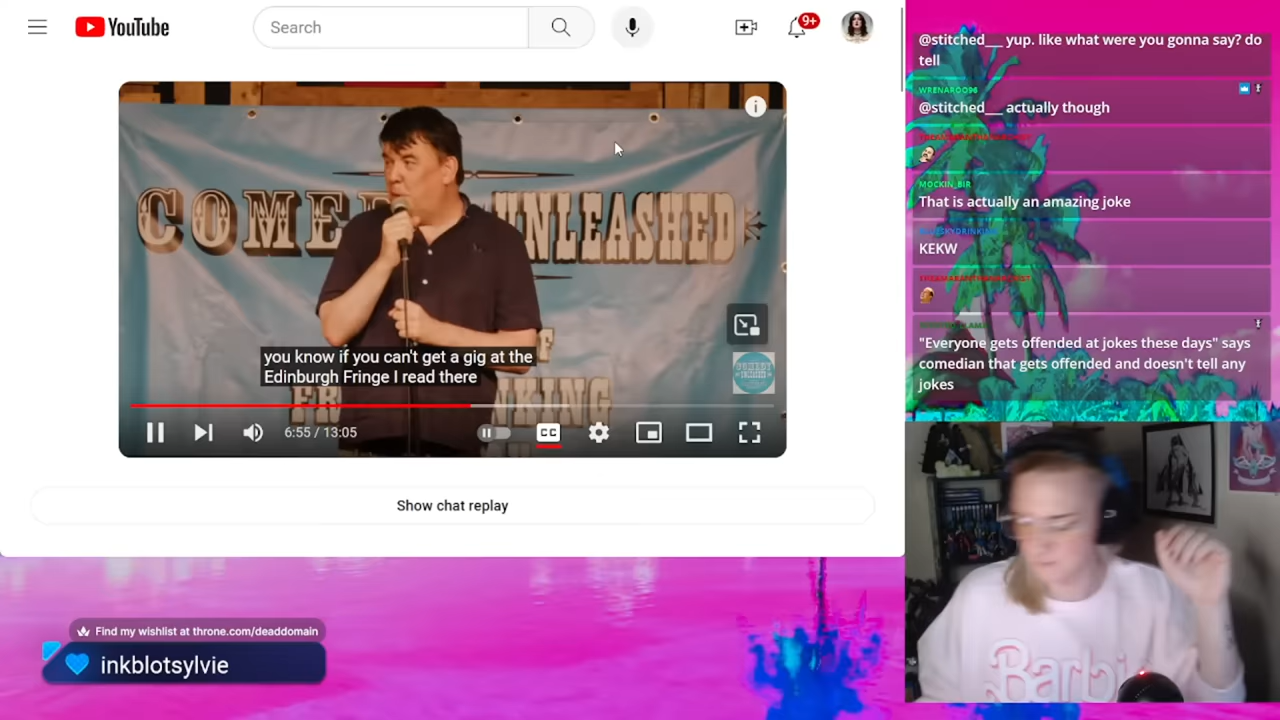 YouTube
Search
9+
COMEDY UNLEASHED
you know if you can't get a gig at the
Edinburgh Fringe I read there
6:55 / 13:05
CC
Show chat replay
Find my wishlist at throne.com/deaddomain
inkblotsylvie
@stitched___ yup. like what were you gonna say? do
tell
WRENAROO96
@stitched___ actually though
MOCKIN_BIR
That is actually an amazing joke
KEKW
"Everyone gets offended at jokes these days" says
comedian that gets offended and doesn't tell any
jokes
Barbie